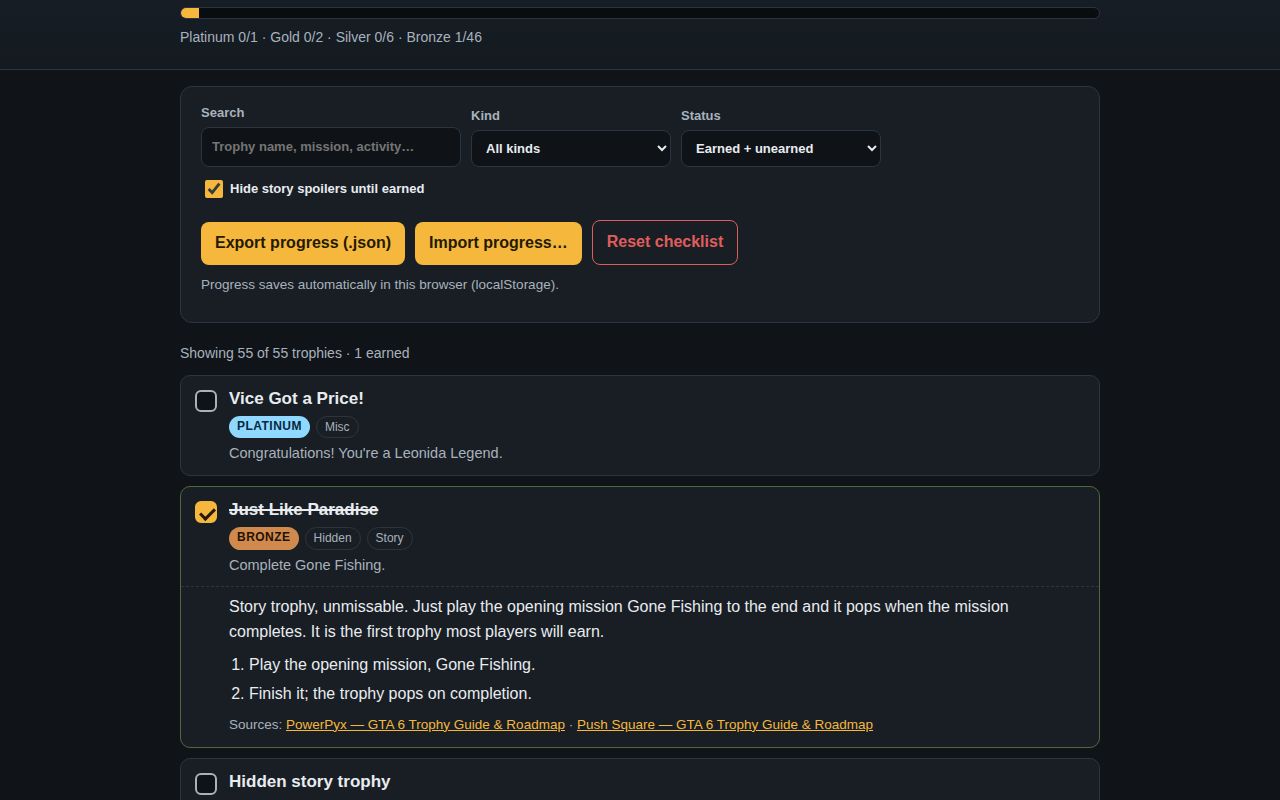 Platinum 0/1 · Gold 0/2 · Silver 0/6 · Bronze 1/46
Search
Kind
Status
Trophy name, mission, activity…
All kinds
Earned + unearned
Hide story spoilers until earned
Export progress (.json)
Import progress…
Reset checklist
Progress saves automatically in this browser (localStorage).
Showing 55 of 55 trophies · 1 earned
Vice Got a Price!
PLATINUM
Misc
Congratulations! You're a Leonida Legend.
Just Like Paradise
BRONZE
Hidden
Story
Complete Gone Fishing.
Story trophy, unmissable. Just play the opening mission Gone Fishing to the end and it pops when the mission
completes. It is the first trophy most players will earn.
1. Play the opening mission, Gone Fishing.
2. Finish it; the trophy pops on completion.
Sources: PowerPyx — GTA 6 Trophy Guide & Roadmap · Push Square — GTA 6 Trophy Guide & Roadmap
Hidden story trophy